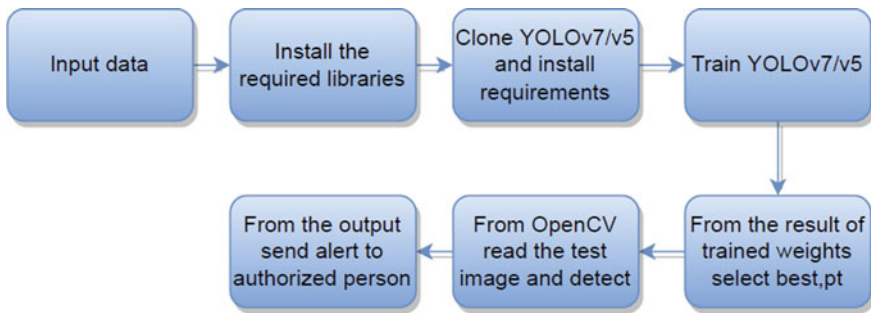 Input data
Install the
required libraries
Clone YOLOv7/v5
and install
requirements
Train YOLOv7/v5
From the result of
trained weights
select best,pt
From OpenCV
read the test
image and detect
From the output
send alert to
authorized person